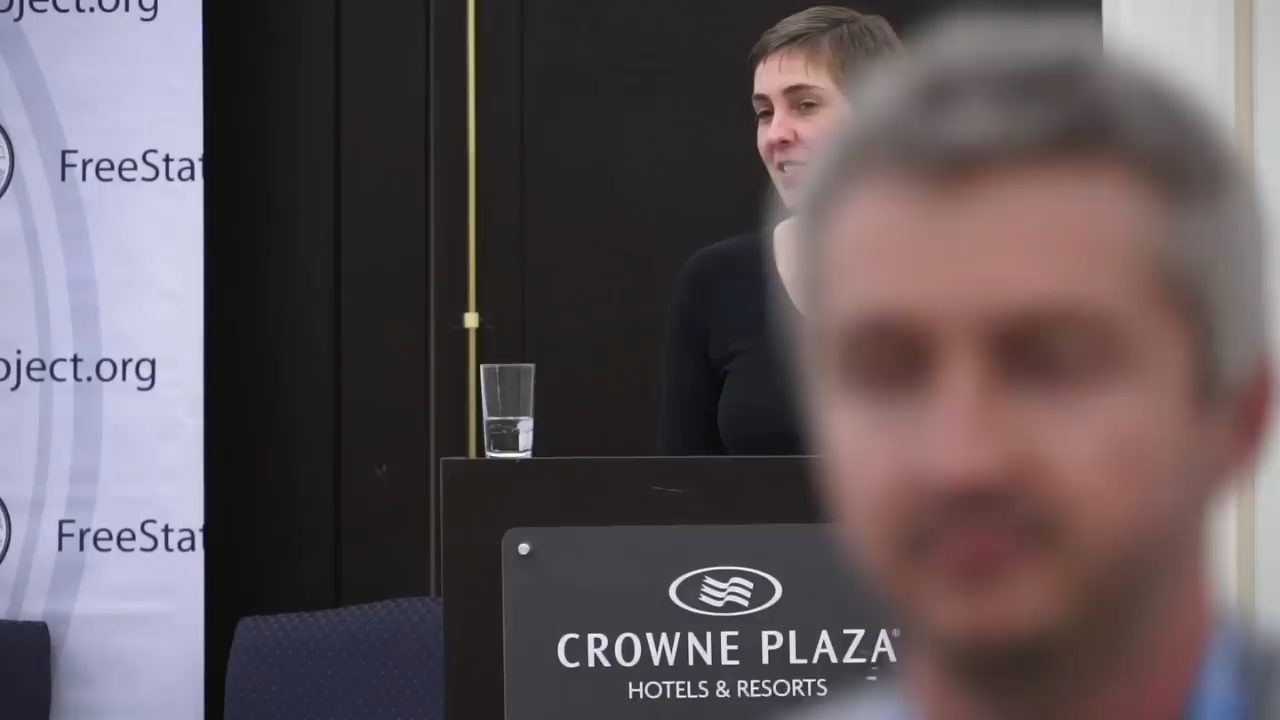 oject.org
FreeStat
oject.org
FreeStat
CROWNE PLAZA®
HOTELS & RESORTS